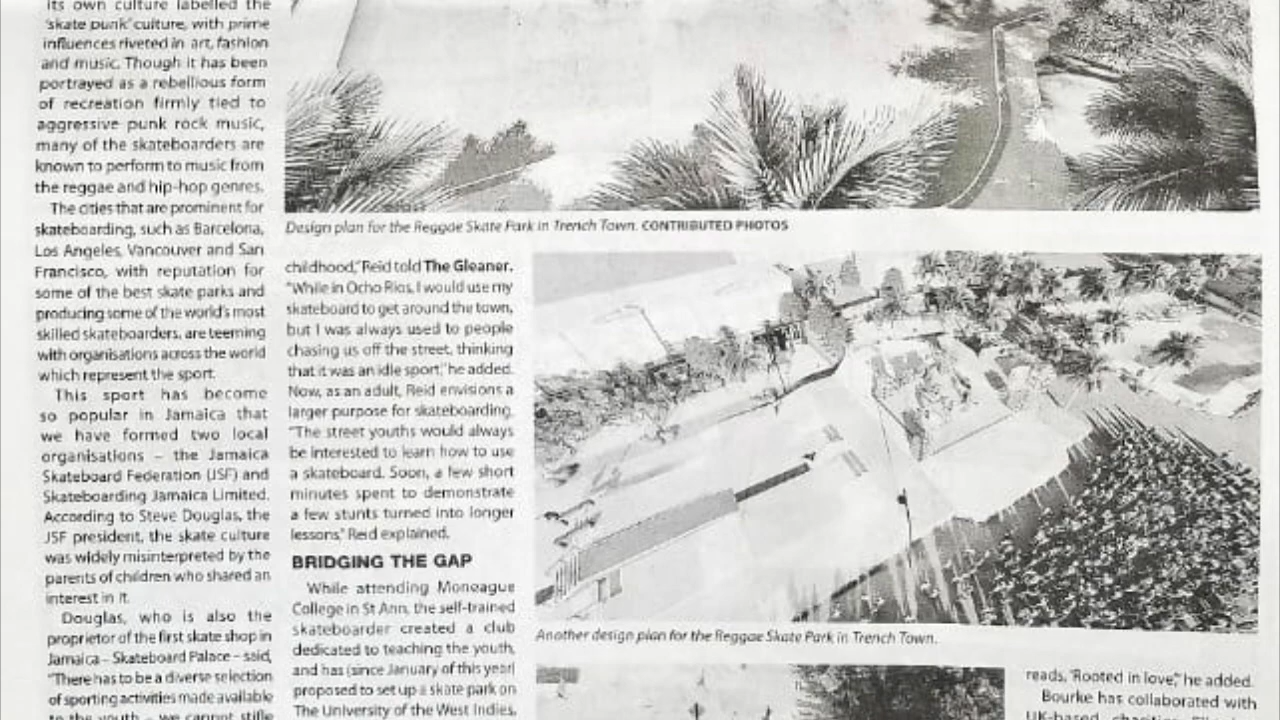 its own culture labelled the
'skate punk' culture, with prime
influences riveted in art, fashion
and music. Though it has been
portrayed as a rebellious form
of recreation firmly tied to
aggressive punk rock music,
many of the skateboarders are
known to perform to music from
the reggae and hip-hop genres.
The cities that are prominent for
skateboarding, such as Barcelona,
Los Angeles, Vancouver and San
Francisco, with reputation for
some of the best skate parks and
producing some of the world's most
skilled skateboarders, are teeming
with organisations across the world
which represent the sport.
This sport has become
so popular in Jamaica that
we have formed two local
organisations – the Jamaica
Skateboard Federation (JSF) and
Skateboarding Jamaica Limited.
According to Steve Douglas, the
JSF president, the skate culture
was widely misinterpreted by the
parents of children who shared an
interest in it.
Douglas, who is also the
proprietor of the first skate shop in
Jamaica – Skateboard Palace – said,
"There has to be a diverse selection
of sporting activities made available
to the youth – we cannot stifle
Design plan for the Reggae Skate Park in Trench Town. CONTRIBUTED PHOTOS
childhood," Reid told The Gleaner.
"While in Ocho Rios, I would use my
skateboard to get around the town,
but I was always used to people
chasing us off the street, thinking
that it was an idle sport," he added.
Now, as an adult, Reid envisions a
larger purpose for skateboarding.
"The street youths would always
be interested to learn how to use
a skateboard. Soon, a few short
minutes spent to demonstrate
a few stunts turned into longer
lessons," Reid explained.
BRIDGING THE GAP
While attending Moneague
College in St Ann, the self-trained
skateboarder created a club
dedicated to teaching the youth,
and has (since January of this year)
proposed to set up a skate park on
The University of the West Indies,
Another design plan for the Reggae Skate Park in Trench Town.
reads, 'Rooted in love'," he added.
Bourke has collaborated with
UK-based